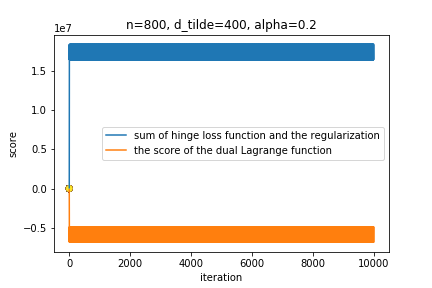 n=800, d_tilde=400, alpha=0.2
1e7
1.5
1.0
0.5
0.0
−0.5
score
sum of hinge loss function and the regularization
the score of the dual Lagrange function
0 2000 4000 6000 8000 10000
iteration